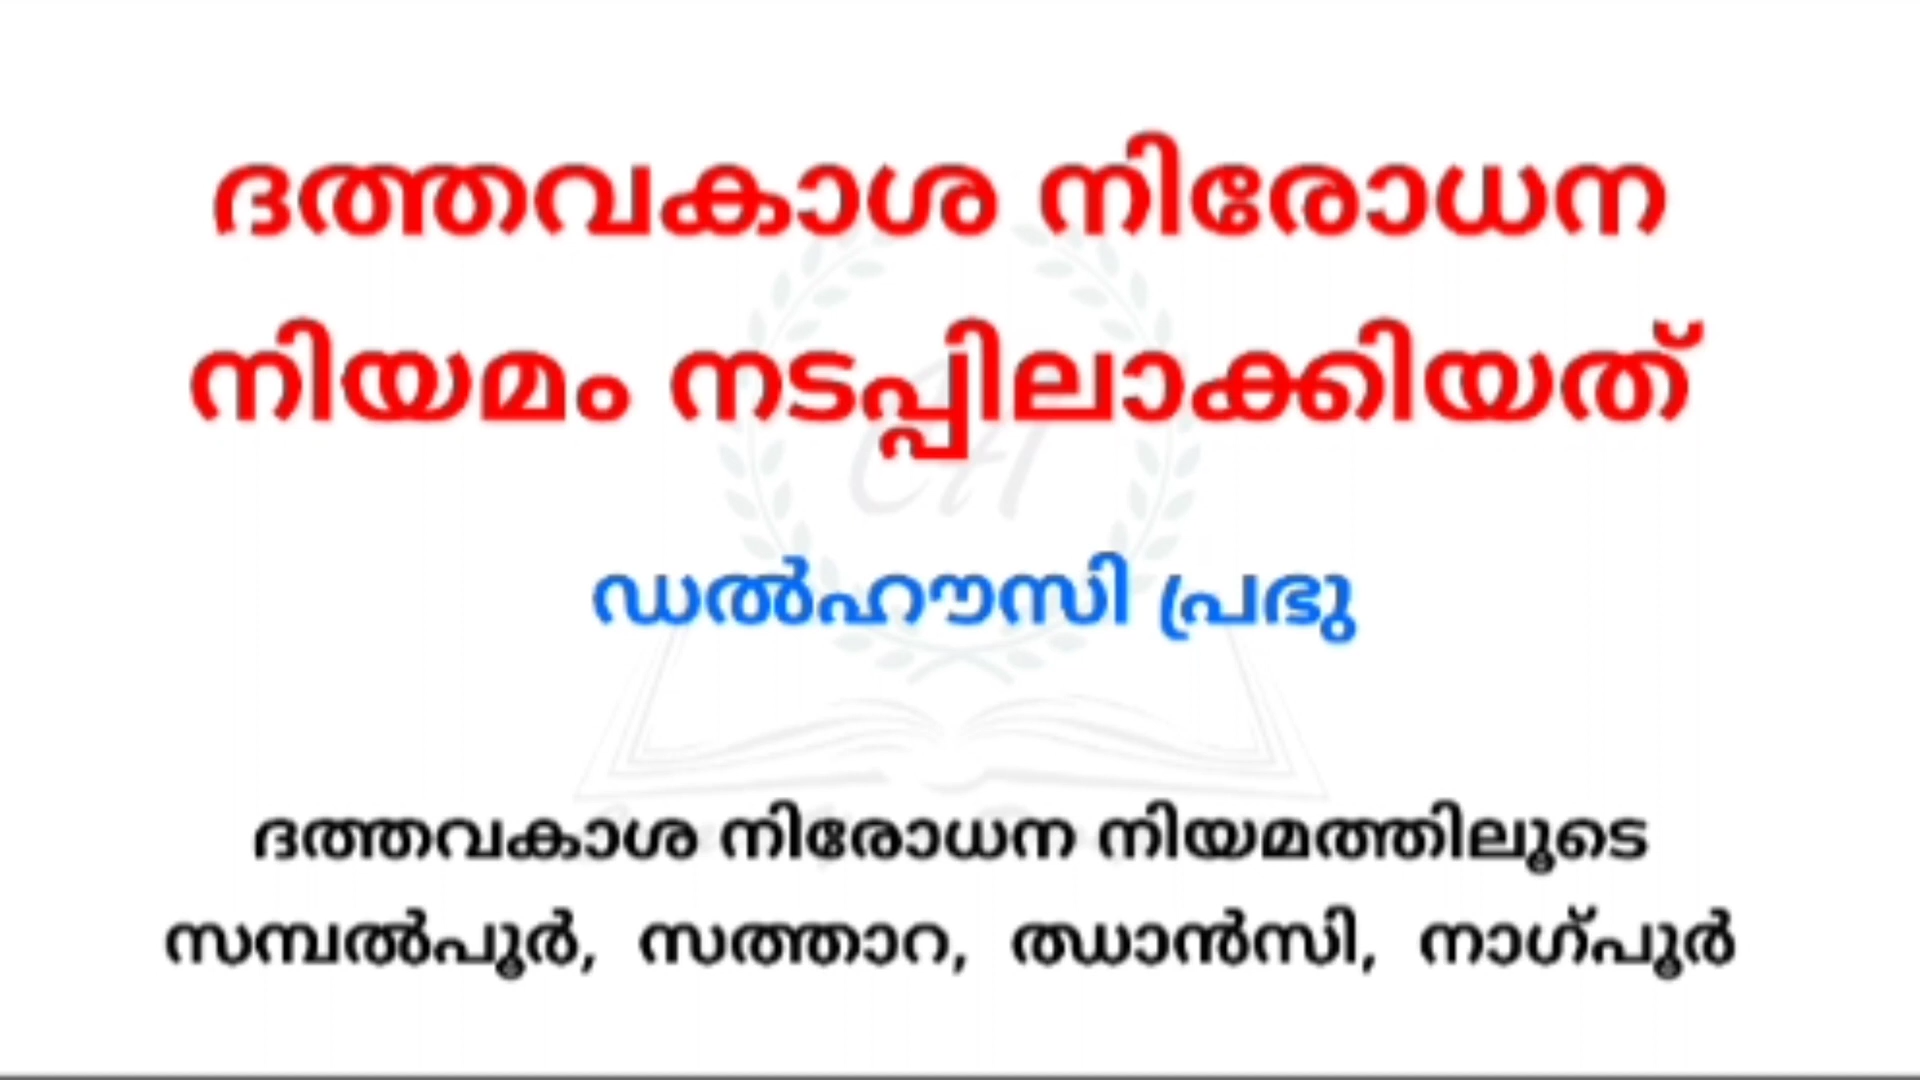 ദത്തവകാശ നിരോധന
നിയമം നടപ്പിലാക്കിയത്
ഡൽഹൗസി പ്രഭു
ദത്തവകാശ നിരോധന നിയമത്തിലൂടെ
സമ്പൽപൂർ, സത്താറ, ഝാൻസി, നാഗ്പൂർ